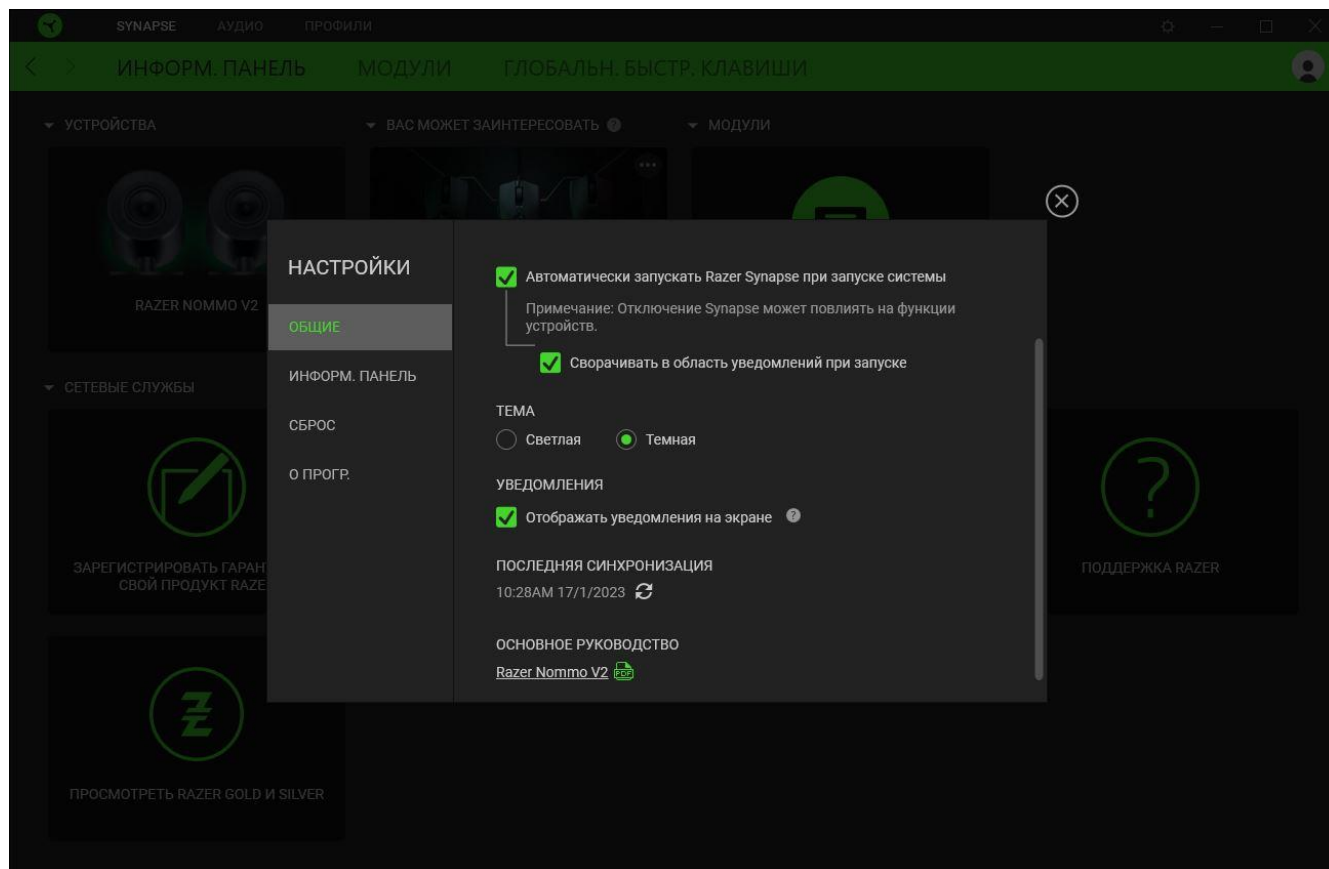 SYNAPSE
АУДИО
ПРОФИЛИ
ИНФОРМ. ПАНЕЛЬ
МОДУЛИ
ГЛОБАЛЬН. БЫСТР. КЛАВИШИ
УСТРОЙСТВА
ВАС МОЖЕТ ЗАИНТЕРЕСОВАТЬ ?
МОДУЛИ
RAZER NOMMO V2
СЕТЕВЫЕ СЛУЖБЫ
ЗАРЕГИСТРИРОВАТЬ ГАРАН
СВОЙ ПРОДУКТ RAZE
ПОДДЕРЖКА RAZER
ПРОСМОТРЕТЬ RAZER GOLD И SILVER
НАСТРОЙКИ
ОБЩИЕ
ИНФОРМ. ПАНЕЛЬ
СБРОС
О ПРОГР.
Автоматически запускать Razer Synapse при запуске системы
Примечание: Отключение Synapse может повлиять на функции
устройств.
Сворачивать в область уведомлений при запуске
ТЕМА
Светлая
Темная
УВЕДОМЛЕНИЯ
Отображать уведомления на экране ?
ПОСЛЕДНЯЯ СИНХРОНИЗАЦИЯ
10:28AM 17/1/2023
ОСНОВНОЕ РУКОВОДСТВО
Razer Nommo V2 PDF